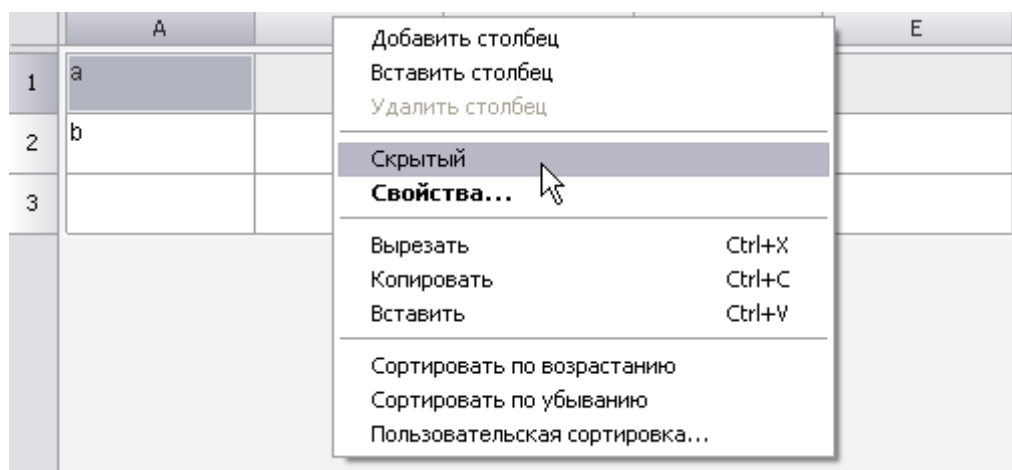 A E
Добавить столбец
1 a
Вставить столбец
Удалить столбец
2 b
Скрытый
Свойства...
3
Вырезать Ctrl+X
Копировать Ctrl+C
Вставить Ctrl+V
Сортировать по возрастанию
Сортировать по убыванию
Пользовательская сортировка...